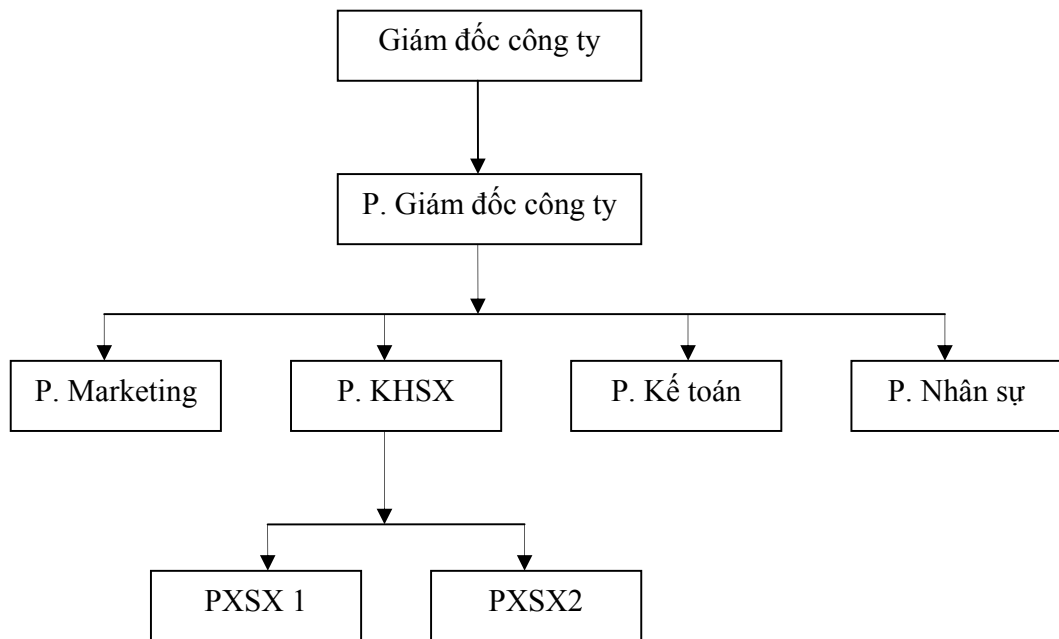 Giám đốc công ty
P. Giám đốc công ty
P. Marketing
P. KHSX
P. Kế toán
P. Nhân sự
PXSX 1
PXSX2